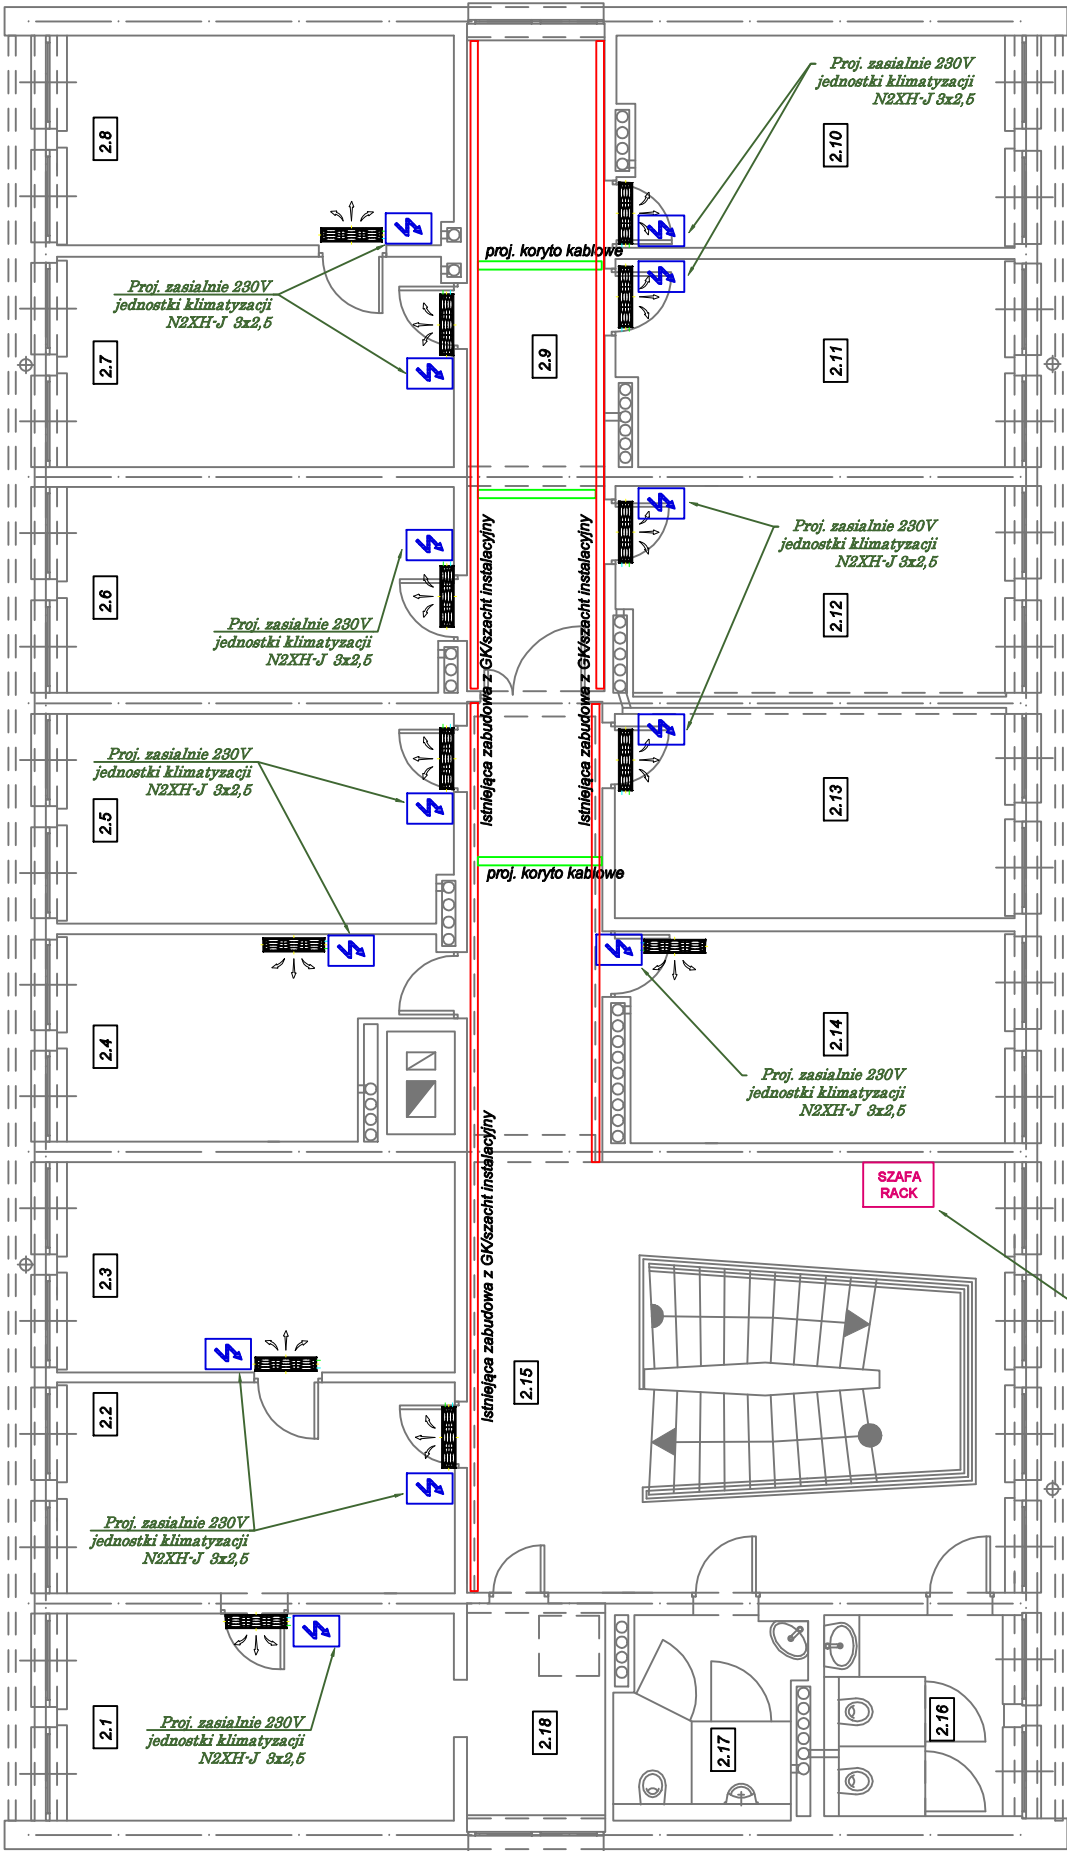 Proj. zasialnie 230V
jednostki klimatyzacji
N2XH-J 3x2,5
2.8
2.10
proj. koryto kablowe
Proj. zasialnie 230V
jednostki klimatyzacji
N2XH-J 3x2,5
2.7
2.9
2.11
Istniejąca zabudowa z GK/szacht instalacyjny
Istniejąca zabudowa z GK/szacht instalacyjny
Proj. zasialnie 230V
jednostki klimatyzacji
N2XH-J 3x2,5
2.6
2.12
Proj. zasialnie 230V
jednostki klimatyzacji
N2XH-J 3x2,5
Proj. zasialnie 230V
jednostki klimatyzacji
N2XH-J 3x2,5
2.5
2.13
proj. koryto kablowe
2.4
2.14
Proj. zasialnie 230V
jednostki klimatyzacji
N2XH-J 3x2,5
Istniejąca zabudowa z GK/szacht instalacyjny
SZAFA
RACK
2.3
2.15
2.2
Proj. zasialnie 230V
jednostki klimatyzacji
N2XH-J 3x2,5
2.1
Proj. zasialnie 230V
jednostki klimatyzacji
N2XH-J 3x2,5
2.18
2.17
2.16